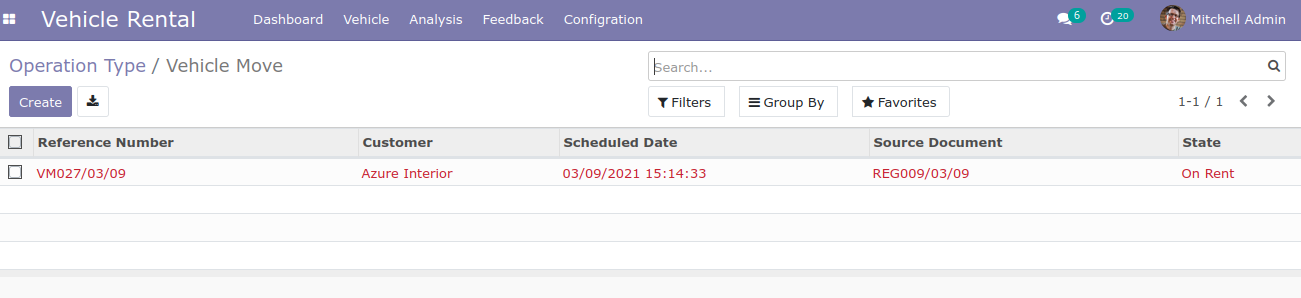 Vehicle Rental Dashboard Vehicle Analysis Feedback Configration 6 20 Mitchell Admin
Operation Type / Vehicle Move Search...
Create Filters Group By Favorites 1-1 / 1
Reference Number Customer Scheduled Date Source Document State
VM027/03/09 Azure Interior 03/09/2021 15:14:33 REG009/03/09 On Rent